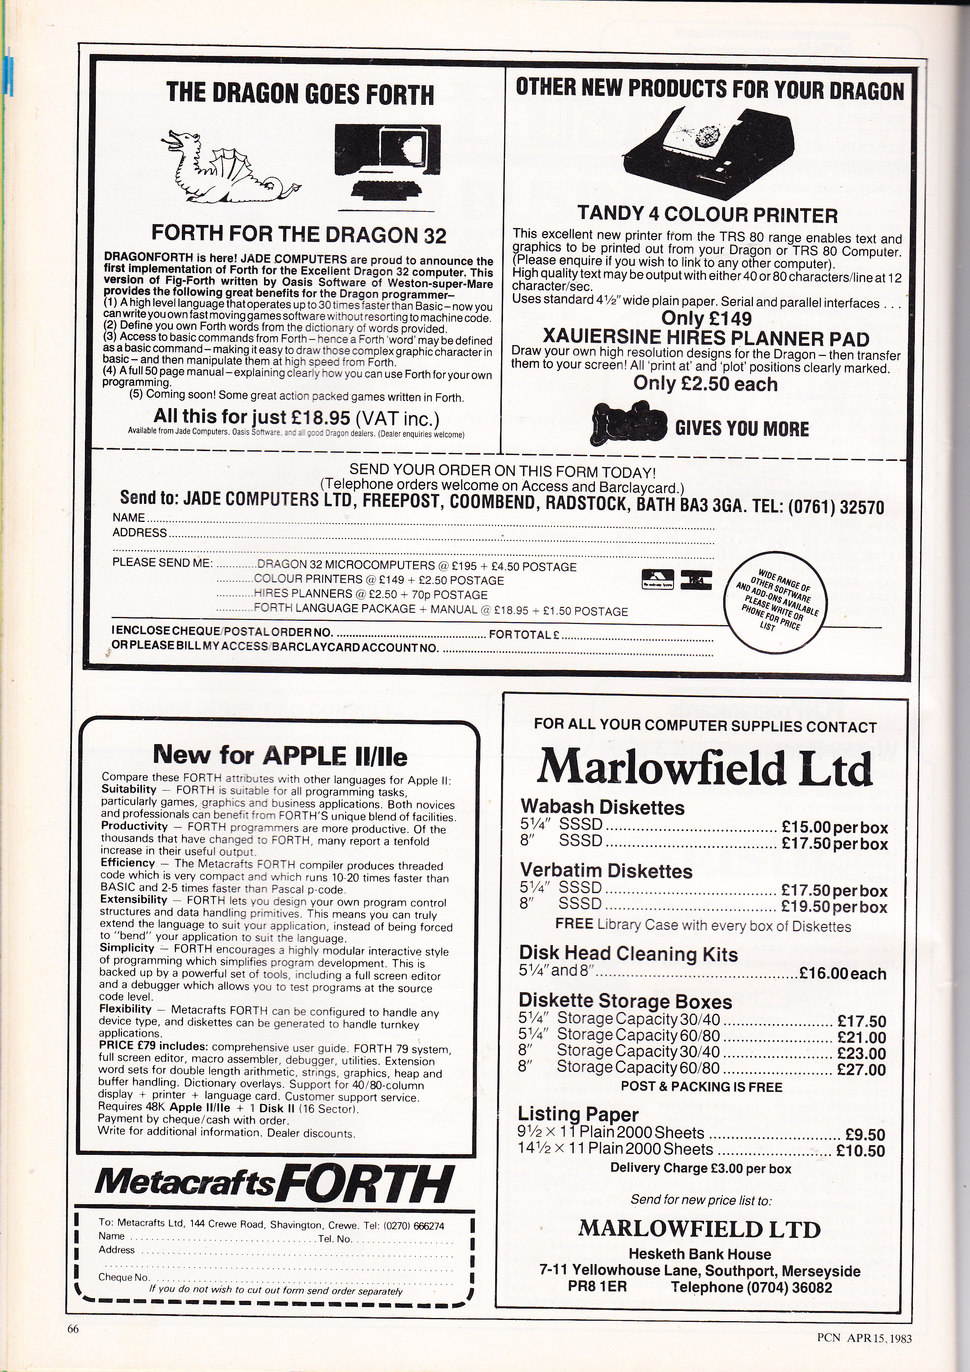 THE DRAGON GOES FORTH
FORTH FOR THE DRAGON 32
DRAGONFORTH is here! JADE COMPUTERS are proud to announce the
first implementation of Forth for the Excellent Dragon 32 computer. This
version of Fig-Forth written by Oasis Software of Weston-super-Mare
provides the following great benefits for the Dragon programmer–
(1) A high level language that operates up to 30 times faster than Basic – now you
can write you own fast moving games software without resorting to machine code.
(2) Define you own Forth words from the dictionary of words provided.
(3) Access to basic commands from Forth – hence a Forth 'word' may be defined
as a basic command – making it easy to draw those complex graphic character in
basic – and then manipulate them at high speed from Forth.
(4) A full 50 page manual – explaining clearly how you can use Forth for your own
programming.
(5) Coming soon! Some great action packed games written in Forth.
All this for just £18.95 (VAT inc.)
Available from Jade Computers, Oasis Software, and all good Dragon dealers. (Dealer enquiries welcome)
OTHER NEW PRODUCTS FOR YOUR DRAGON
TANDY 4 COLOUR PRINTER
This excellent new printer from the TRS 80 range enables text and
graphics to be printed out from your Dragon or TRS 80 Computer.
(Please enquire if you wish to link to any other computer).
High quality text may be output with either 40 or 80 characters/line at 12
character/sec.
Uses standard 4½" wide plain paper. Serial and parallel interfaces . . .
Only £149
XAUIERSINE HIRES PLANNER PAD
Draw your own high resolution designs for the Dragon – then transfer
them to your screen! All 'print at' and 'plot' positions clearly marked.
Only £2.50 each
Jade GIVES YOU MORE
SEND YOUR ORDER ON THIS FORM TODAY!
(Telephone orders welcome on Access and Barclaycard.)
Send to: JADE COMPUTERS LTD, FREEPOST, COOMBEND, RADSTOCK, BATH BA3 3GA. TEL: (0761) 32570
NAME
ADDRESS
PLEASE SEND ME: ............DRAGON 32 MICROCOMPUTERS @ £195 + £4.50 POSTAGE
............COLOUR PRINTERS @ £149 + £2.50 POSTAGE
............HIRES PLANNERS @ £2.50 + 70p POSTAGE
............FORTH LANGUAGE PACKAGE + MANUAL @ £18.95 + £1.50 POSTAGE
I ENCLOSE CHEQUE/POSTAL ORDER NO. ............ FOR TOTAL £............
OR PLEASE BILL MY ACCESS/BARCLAYCARD ACCOUNT NO. ............
WIDE RANGE OF
OTHER SOFTWARE
AND ADD-ONS AVAILABLE
PLEASE WRITE OR
PHONE FOR PRICE
LIST
New for APPLE II/IIe
Compare these FORTH attributes with other languages for Apple II:
Suitability — FORTH is suitable for all programming tasks,
particularly games, graphics and business applications. Both novices
and professionals can benefit from FORTH'S unique blend of facilities.
Productivity — FORTH programmers are more productive. Of the
thousands that have changed to FORTH, many report a tenfold
increase in their useful output.
Efficiency — The Metacrafts FORTH compiler produces threaded
code which is very compact and which runs 10-20 times faster than
BASIC and 2-5 times faster than Pascal p-code.
Extensibility — FORTH lets you design your own program control
structures and data handling primitives. This means you can truly
extend the language to suit your application, instead of being forced
to "bend" your application to suit the language.
Simplicity — FORTH encourages a highly modular interactive style
of programming which simplifies program development. This is
backed up by a powerful set of tools, including a full screen editor
and a debugger which allows you to test programs at the source
code level.
Flexibility — Metacrafts FORTH can be configured to handle any
device type, and diskettes can be generated to handle turnkey
applications.
PRICE £79 includes: comprehensive user guide. FORTH 79 system,
full screen editor, macro assembler, debugger, utilities. Extension
word sets for double length arithmetic, strings, graphics, heap and
buffer handling. Dictionary overlays. Support for 40/80-column
display + printer + language card. Customer support service.
Requires 48K Apple II/IIe + 1 Disk II (16 Sector).
Payment by cheque/cash with order.
Write for additional information. Dealer discounts.
Metacrafts FORTH
To: Metacrafts Ltd, 144 Crewe Road, Shavington, Crewe. Tel: (0270) 666274
Name ............ Tel. No. ............
Address ............
Cheque No. ............
If you do not wish to cut out form send order separately
FOR ALL YOUR COMPUTER SUPPLIES CONTACT
Marlowfield Ltd
Wabash Diskettes
5¼" SSSD ............ £15.00 per box
8" SSSD ............ £17.50 per box
Verbatim Diskettes
5¼" SSSD ............ £17.50 per box
8" SSSD ............ £19.50 per box
FREE Library Case with every box of Diskettes
Disk Head Cleaning Kits
5¼" and 8" ............ £16.00 each
Diskette Storage Boxes
5¼" Storage Capacity 30/40 ............ £17.50
5¼" Storage Capacity 60/80 ............ £21.00
8" Storage Capacity 30/40 ............ £23.00
8" Storage Capacity 60/80 ............ £27.00
POST & PACKING IS FREE
Listing Paper
9½ × 11 Plain 2000 Sheets ............ £9.50
14½ × 11 Plain 2000 Sheets ............ £10.50
Delivery Charge £3.00 per box
Send for new price list to:
MARLOWFIELD LTD
Hesketh Bank House
7-11 Yellowhouse Lane, Southport, Merseyside
PR8 1ER Telephone (0704) 36082
66
PCN APR 15, 1983